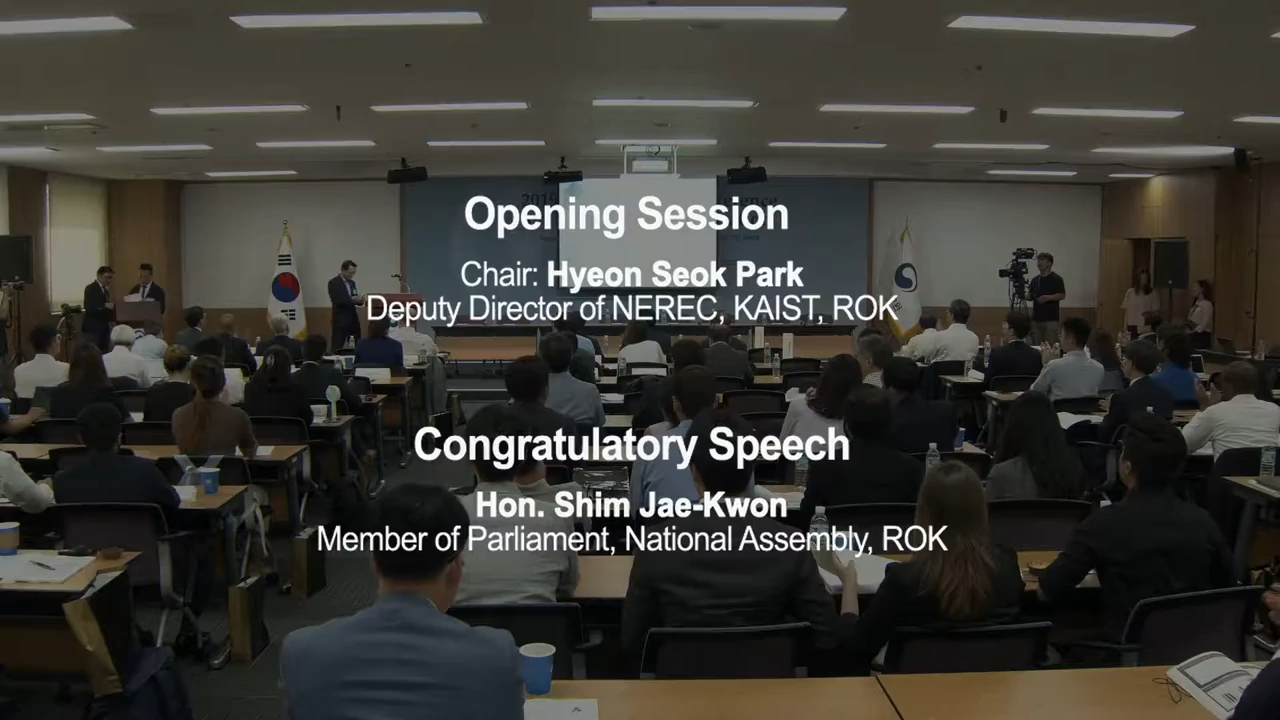 Opening Session
Chair: Hyeon Seok Park
Deputy Director of NEREC, KAIST, ROK
Congratulatory Speech
Hon. Shim Jae-Kwon
Member of Parliament, National Assembly, ROK